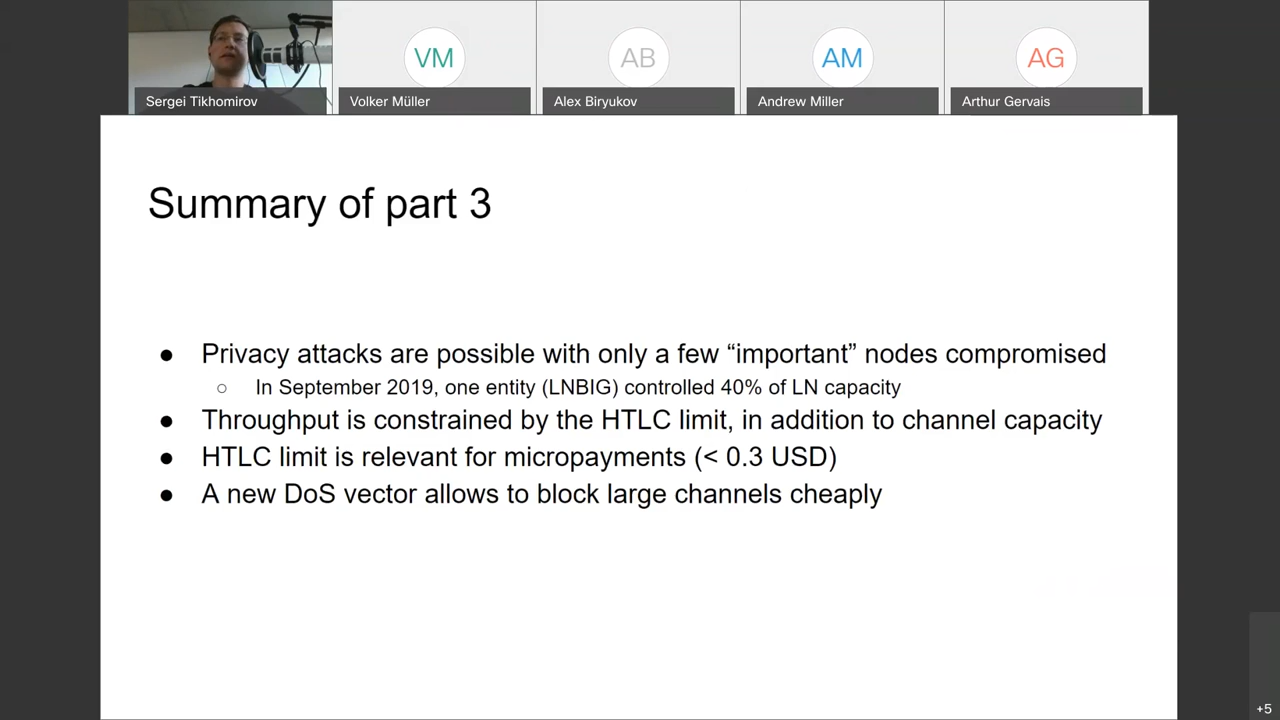 VM
AB
AM
AG
Sergei Tikhomirov
Volker Müller
Alex Biryukov
Andrew Miller
Arthur Gervais
Summary of part 3
● Privacy attacks are possible with only a few “important” nodes compromised
○ In September 2019, one entity (LNBIG) controlled 40% of LN capacity
● Throughput is constrained by the HTLC limit, in addition to channel capacity
● HTLC limit is relevant for micropayments (< 0.3 USD)
● A new DoS vector allows to block large channels cheaply
+5